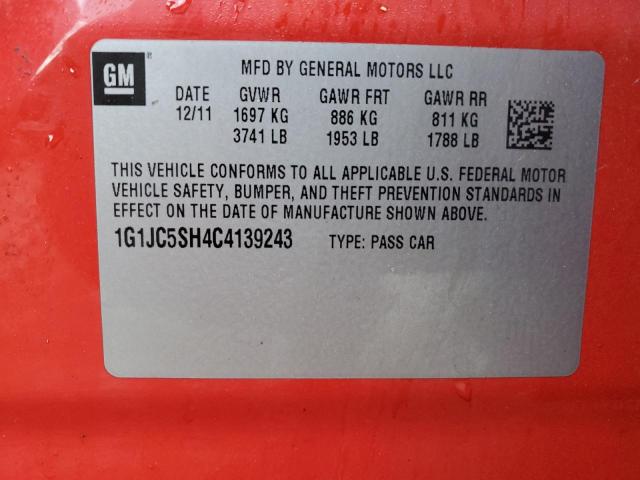 GM MFD BY GENERAL MOTORS LLC
DATE GVWR GAWR FRT GAWR RR
12/11 1697 KG 886 KG 811 KG
3741 LB 1953 LB 1788 LB
THIS VEHICLE CONFORMS TO ALL APPLICABLE U.S. FEDERAL MOTOR
VEHICLE SAFETY, BUMPER, AND THEFT PREVENTION STANDARDS IN
EFFECT ON THE DATE OF MANUFACTURE SHOWN ABOVE.
1G1JC5SH4C4139243 TYPE: PASS CAR